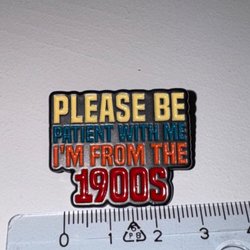 PLEASE BE
PATIENT WITH ME
I'M FROM THE
1900S
0 1 2 3